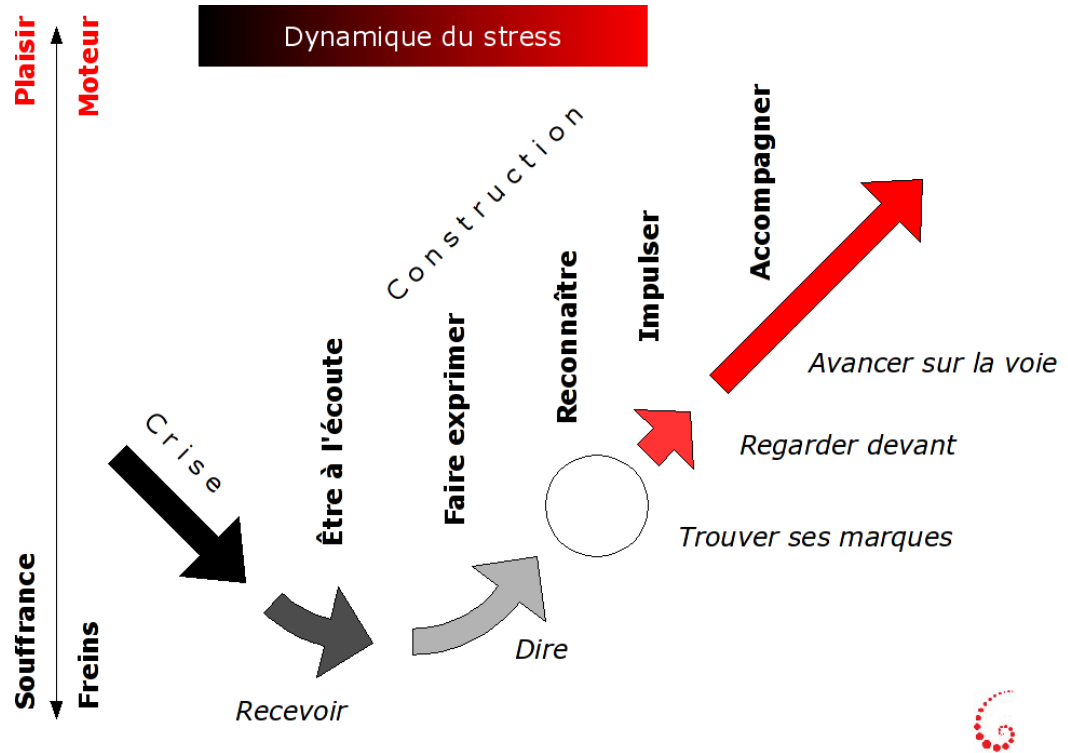 Dynamique du stress
Plaisir
Moteur
Construction
Accompagner
Impulser
Reconnaître
Faire exprimer
Être à l'écoute
Crise
Avancer sur la voie
Regarder devant
Trouver ses marques
Dire
Recevoir
Souffrance
Freins